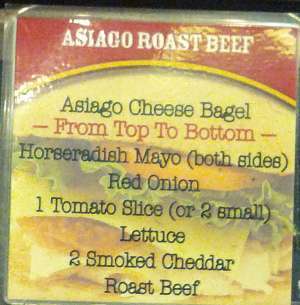 ASIAGO ROAST BEEF
Asiago Cheese Bagel
— From Top To Bottom —
Horseradish Mayo (both sides)
Red Onion
1 Tomato Slice (or 2 small)
Lettuce
2 Smoked Cheddar
Roast Beef